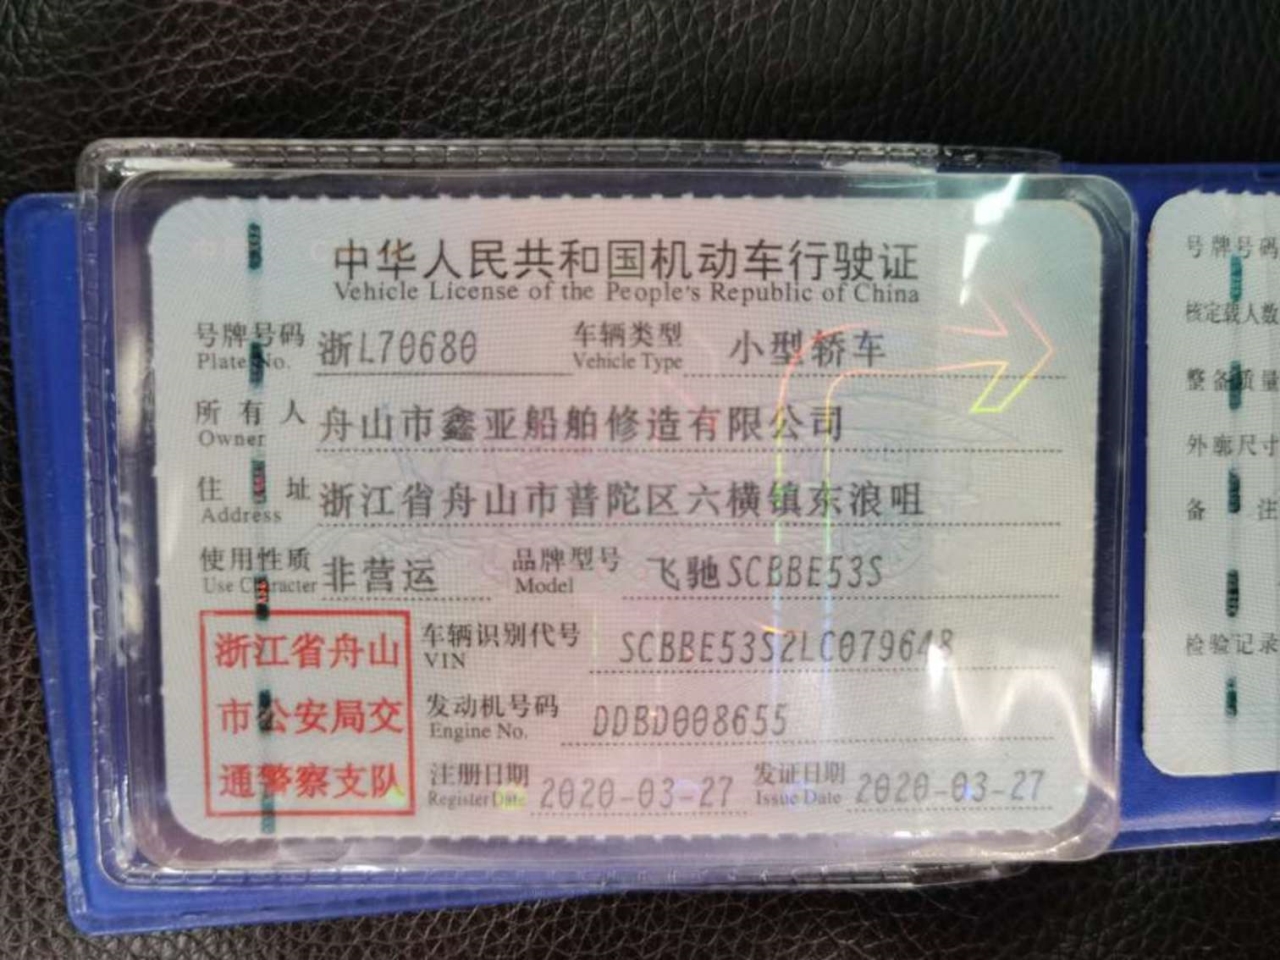 中华人民共和国机动车行驶证
Vehicle License of the People's Republic of China
号牌号码 浙L70680 车辆类型 小型轿车
Plate No. Vehicle Type
所有人 舟山市鑫亚船舶修造有限公司
Owner
住址 浙江省舟山市普陀区六横镇东浪咀
Address
使用性质 非营运 品牌型号 飞驰SCBBE53S
Use Character Model
浙江省舟山
市公安局交
通警察支队
车辆识别代号 SCBBE53S2LC079648
VIN
发动机号码 DDBD008655
Engine No.
注册日期 2020-03-27 发证日期 2020-03-27
Register Date Issue Date
号牌号码
核定载人数
整备质量
外廓尺寸
备注
检验记录